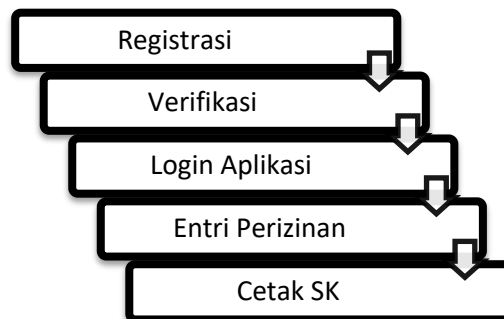 Registrasi
Verifikasi
Login Aplikasi
Entri Perizinan
Cetak SK